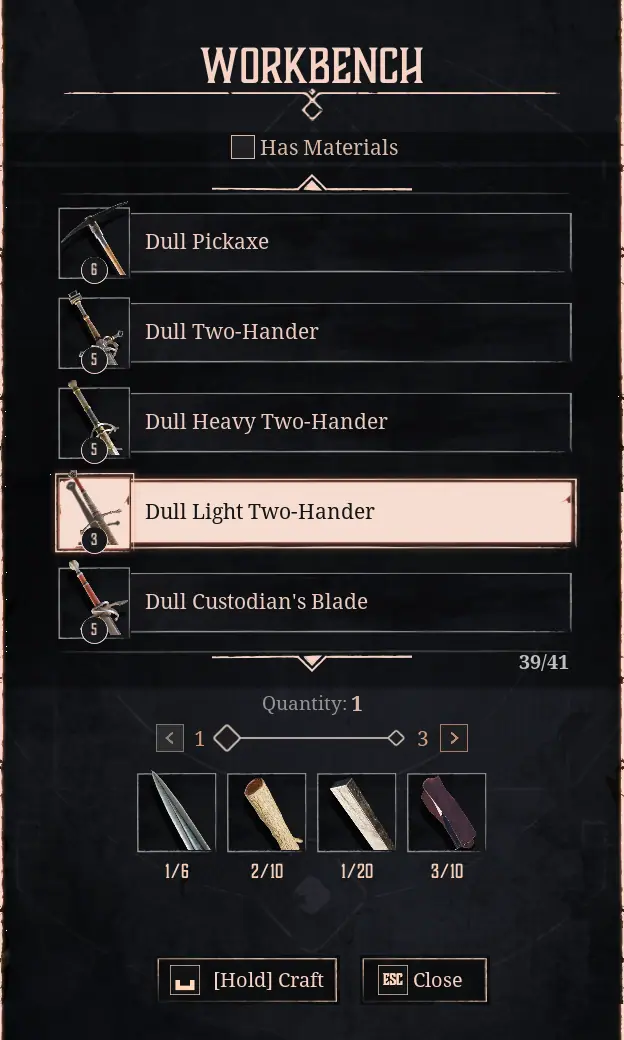 WORKBENCH
Has Materials
6
Dull Pickaxe
5
Dull Two-Hander
5
Dull Heavy Two-Hander
3
Dull Light Two-Hander
5
Dull Custodian's Blade
39/41
Quantity: 1
< 1 3 >
1/6 2/10 1/20 3/10
[Hold] Craft ESC Close